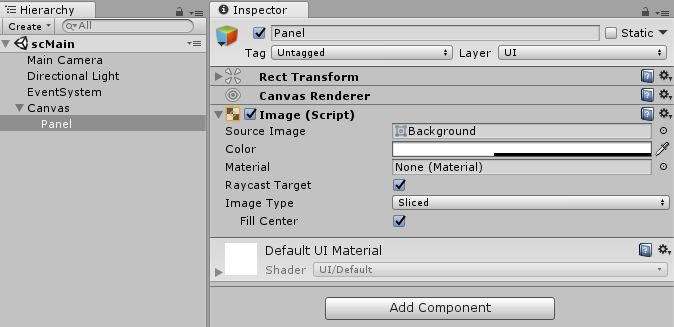 Hierarchy
Create
All
scMain
Main Camera
Directional Light
EventSystem
Canvas
Panel
Inspector
Panel
Static
Tag Untagged Layer UI
Rect Transform
Canvas Renderer
Image (Script)
Source Image Background
Color
Material None (Material)
Raycast Target
Image Type Sliced
Fill Center
Default UI Material
Shader UI/Default
Add Component